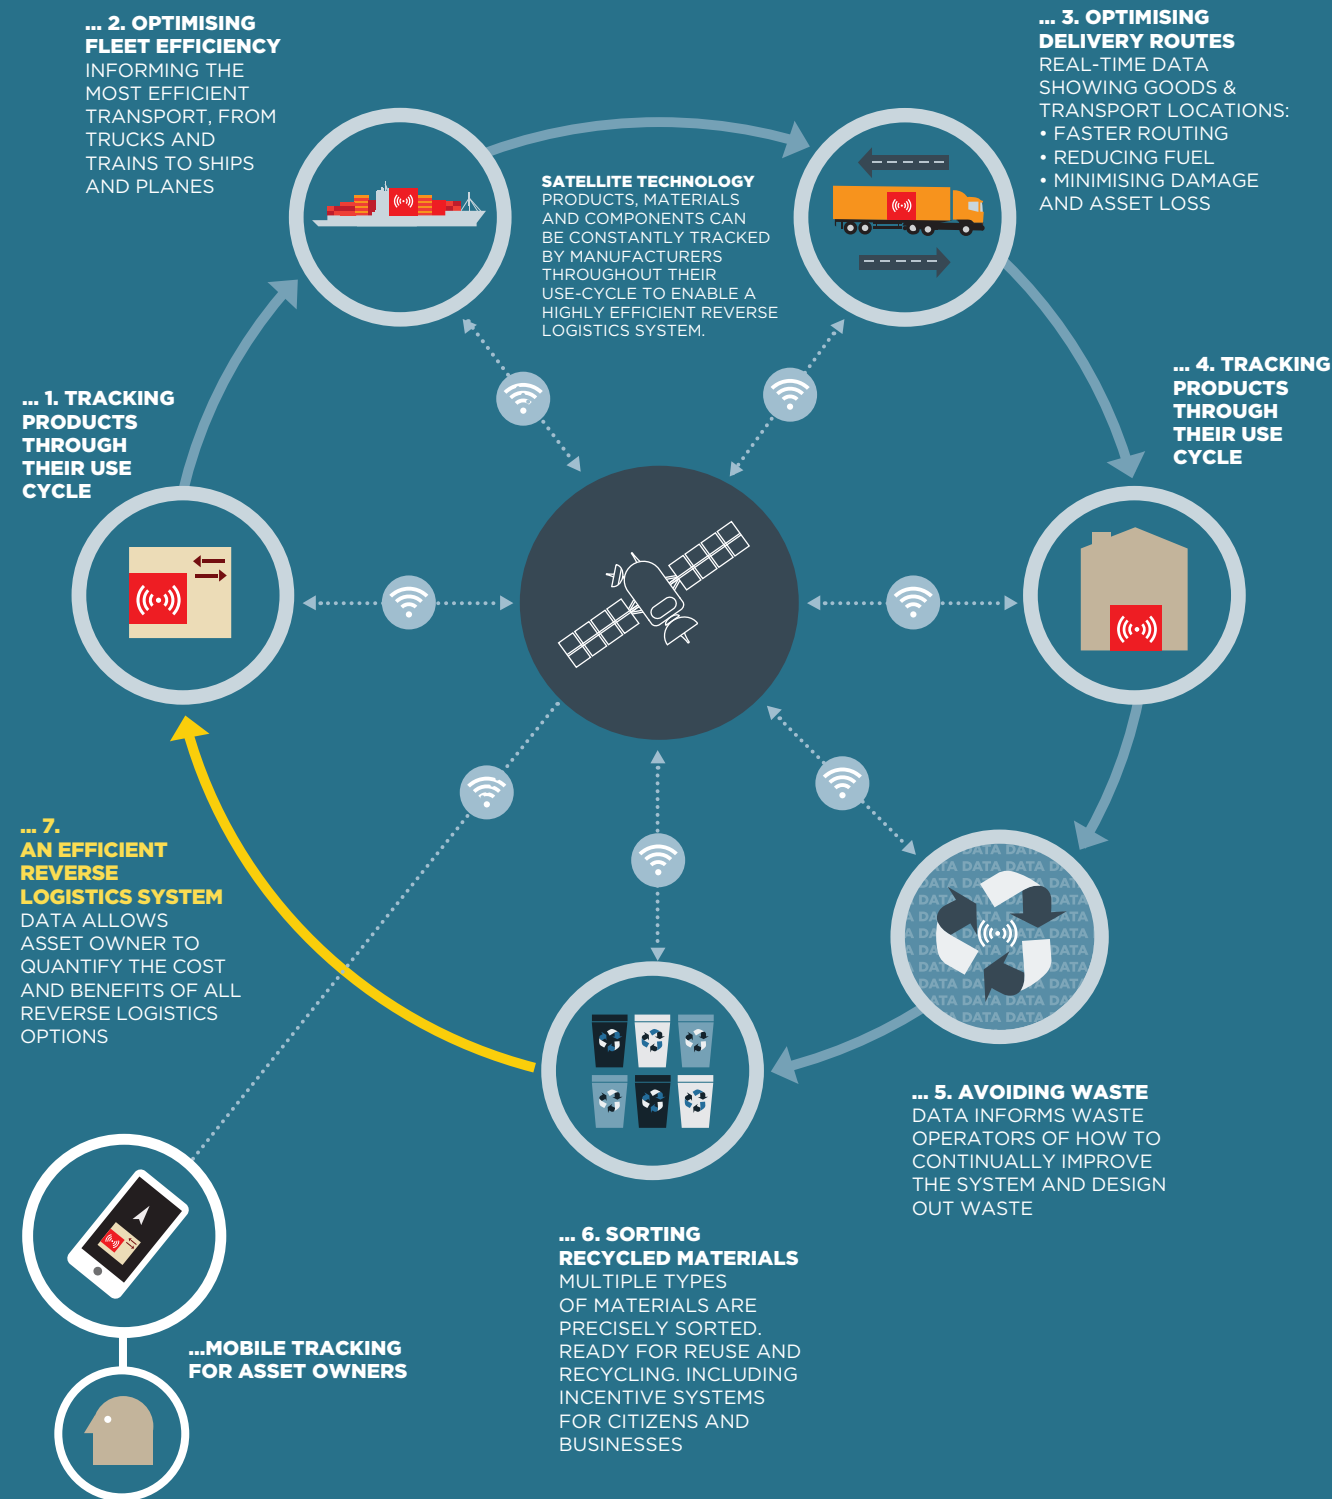 ... 2. OPTIMISING
FLEET EFFICIENCY
INFORMING THE
MOST EFFICIENT
TRANSPORT, FROM
TRUCKS AND
TRAINS TO SHIPS
AND PLANES
... 3. OPTIMISING
DELIVERY ROUTES
REAL-TIME DATA
SHOWING GOODS &
TRANSPORT LOCATIONS:
• FASTER ROUTING
• REDUCING FUEL
• MINIMISING DAMAGE
AND ASSET LOSS
SATELLITE TECHNOLOGY
PRODUCTS, MATERIALS
AND COMPONENTS CAN
BE CONSTANTLY TRACKED
BY MANUFACTURERS
THROUGHOUT THEIR
USE-CYCLE TO ENABLE A
HIGHLY EFFICIENT REVERSE
LOGISTICS SYSTEM.
... 1. TRACKING
PRODUCTS
THROUGH
THEIR USE
CYCLE
... 4. TRACKING
PRODUCTS
THROUGH
THEIR USE
CYCLE
... 7.
AN EFFICIENT
REVERSE
LOGISTICS SYSTEM
DATA ALLOWS
ASSET OWNER TO
QUANTIFY THE COST
AND BENEFITS OF ALL
REVERSE LOGISTICS
OPTIONS
... 5. AVOIDING WASTE
DATA INFORMS WASTE
OPERATORS OF HOW TO
CONTINUALLY IMPROVE
THE SYSTEM AND DESIGN
OUT WASTE
... 6. SORTING
RECYCLED MATERIALS
MULTIPLE TYPES
OF MATERIALS ARE
PRECISELY SORTED.
READY FOR REUSE AND
RECYCLING. INCLUDING
INCENTIVE SYSTEMS
FOR CITIZENS AND
BUSINESSES
...MOBILE TRACKING
FOR ASSET OWNERS